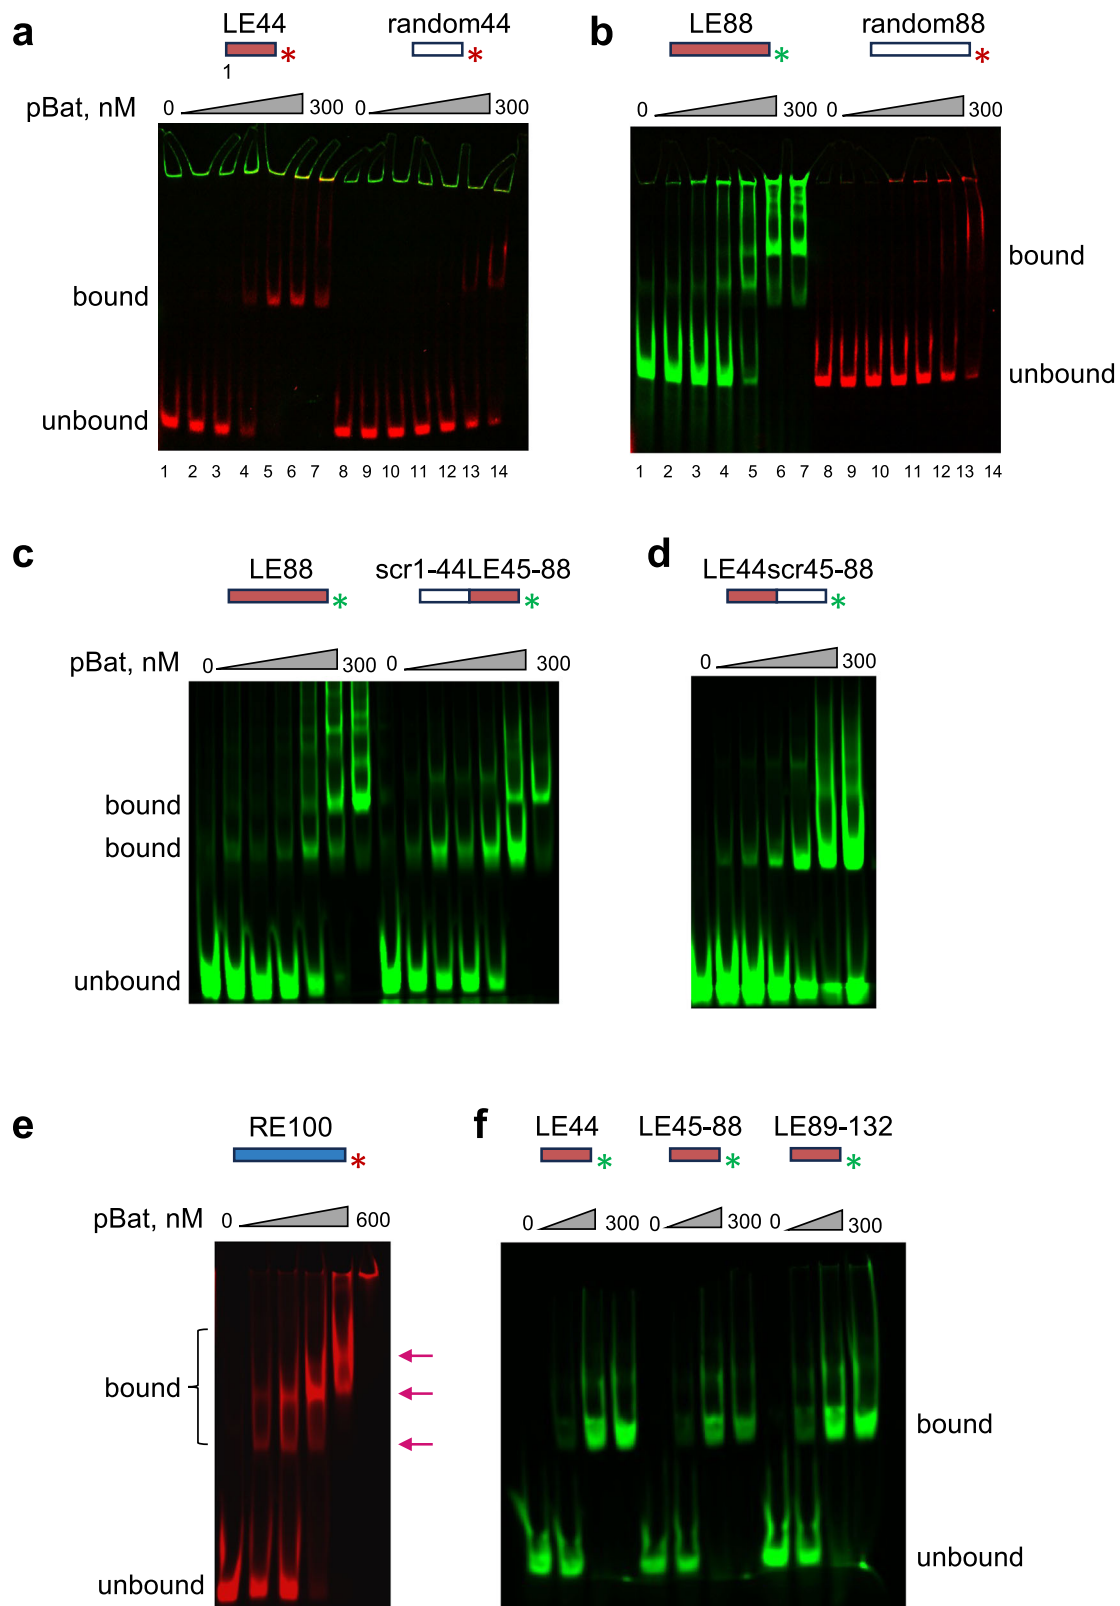 a
LE44
random44
*
*
1
pBat, nM
0
300
0
300
bound
unbound
1 2 3 4 5 6 7 8 9 10 11 12 13 14
b
LE88
random88
*
*
0
300
0
300
bound
unbound
1 2 3 4 5 6 7 8 9 10 11 12 13 14
c
LE88
scr1-44LE45-88
*
*
pBat, nM
0
300
0
300
bound
bound
unbound
d
LE44scr45-88
*
0
300
e
RE100
*
pBat, nM
0
600
bound
unbound
f
LE44
LE45-88
LE89-132
*
*
*
0
300
0
300
0
300
bound
unbound